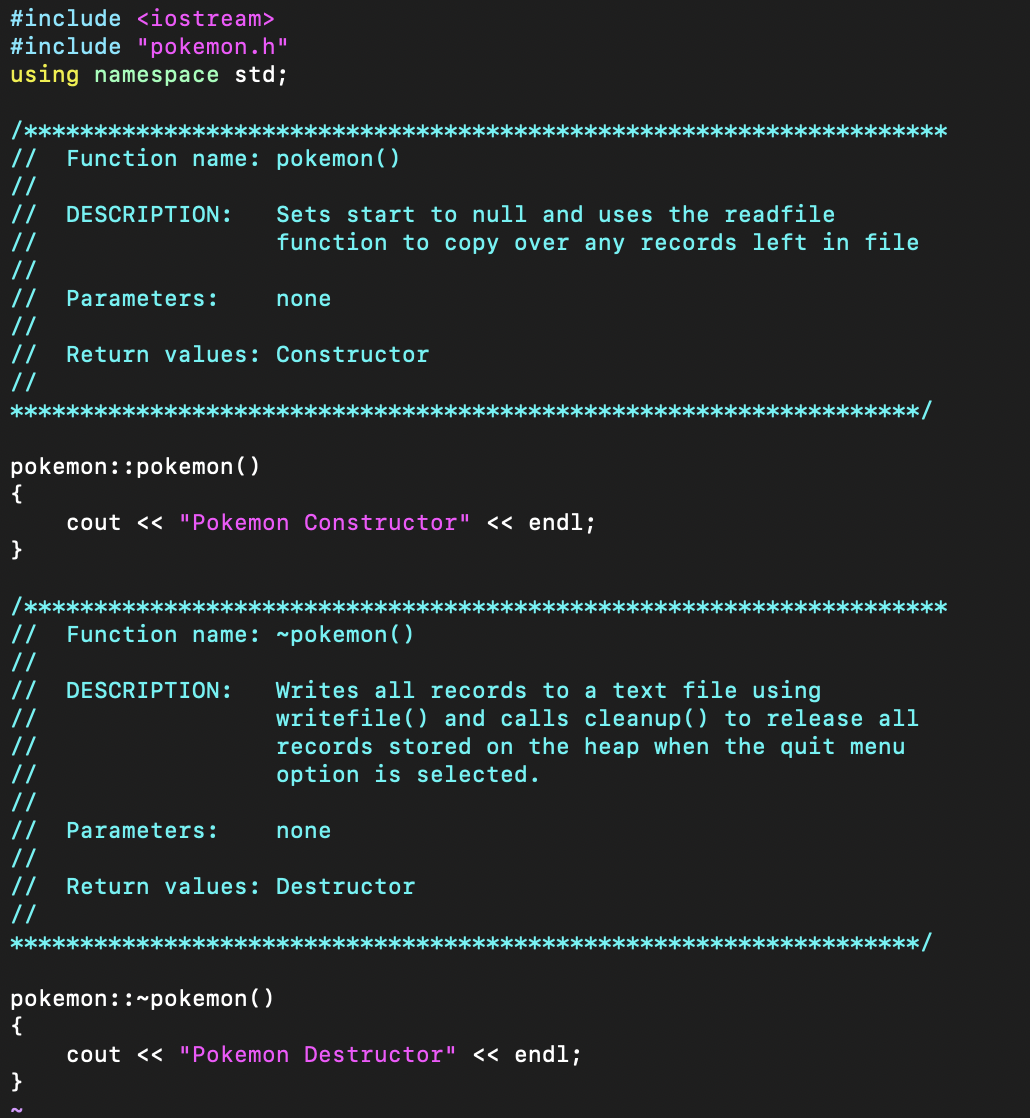 #include <iostream>
#include "pokemon.h"
using namespace std;

/******************************************************************
//  Function name: pokemon()
//
//  DESCRIPTION:   Sets start to null and uses the readfile
//                 function to copy over any records left in file
//
//  Parameters:    none
//
//  Return values: Constructor
//
*****************************************************************/

pokemon::pokemon()
{
    cout << "Pokemon Constructor" << endl;
}

/******************************************************************
//  Function name: ~pokemon()
//
//  DESCRIPTION:   Writes all records to a text file using
//                 writefile() and calls cleanup() to release all
//                 records stored on the heap when the quit menu
//                 option is selected.
//
//  Parameters:    none
//
//  Return values: Destructor
//
*****************************************************************/

pokemon::~pokemon()
{
    cout << "Pokemon Destructor" << endl;
}
~